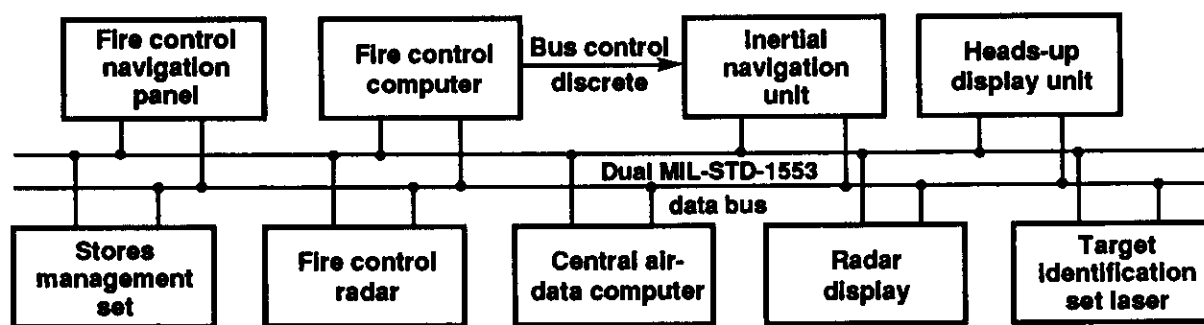 Fire control
navigation
panel
Fire control
computer
Bus control
discrete
Inertial
navigation
unit
Heads-up
display unit
Dual MIL-STD-1553
data bus
Stores
management
set
Fire control
radar
Central air-
data computer
Radar
display
Target
identification
set laser